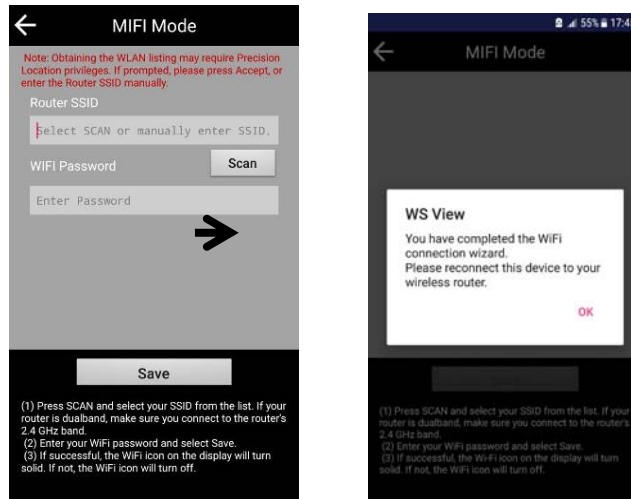 MIFI Mode
Note: Obtaining the WLAN listing may require Precision
Location privileges. If prompted, please press Accept, or
enter the Router SSID manually.
Router SSID
Select SCAN or manually enter SSID.
WIFI Password
Scan
Enter Password
Save
(1) Press SCAN and select your SSID from the list. If your
router is dualband, make sure you connect to the router's
2.4 GHz band.
(2) Enter your WiFi password and select Save.
(3) If successful, the WiFi icon on the display will turn
solid. If not, the WiFi icon will turn off.
55% 17:45
MIFI Mode
WS View
You have completed the WiFi
connection wizard.
Please reconnect this device to your
wireless router.
OK
(1) Press SCAN and select your SSID from the list. If your
router is dualband, make sure you connect to the router's
2.4 GHz band.
(2) Enter your WiFi password and select Save.
(3) If successful, the Wi-Fi icon on the display will turn
solid. If not, the WiFi icon will turn off.